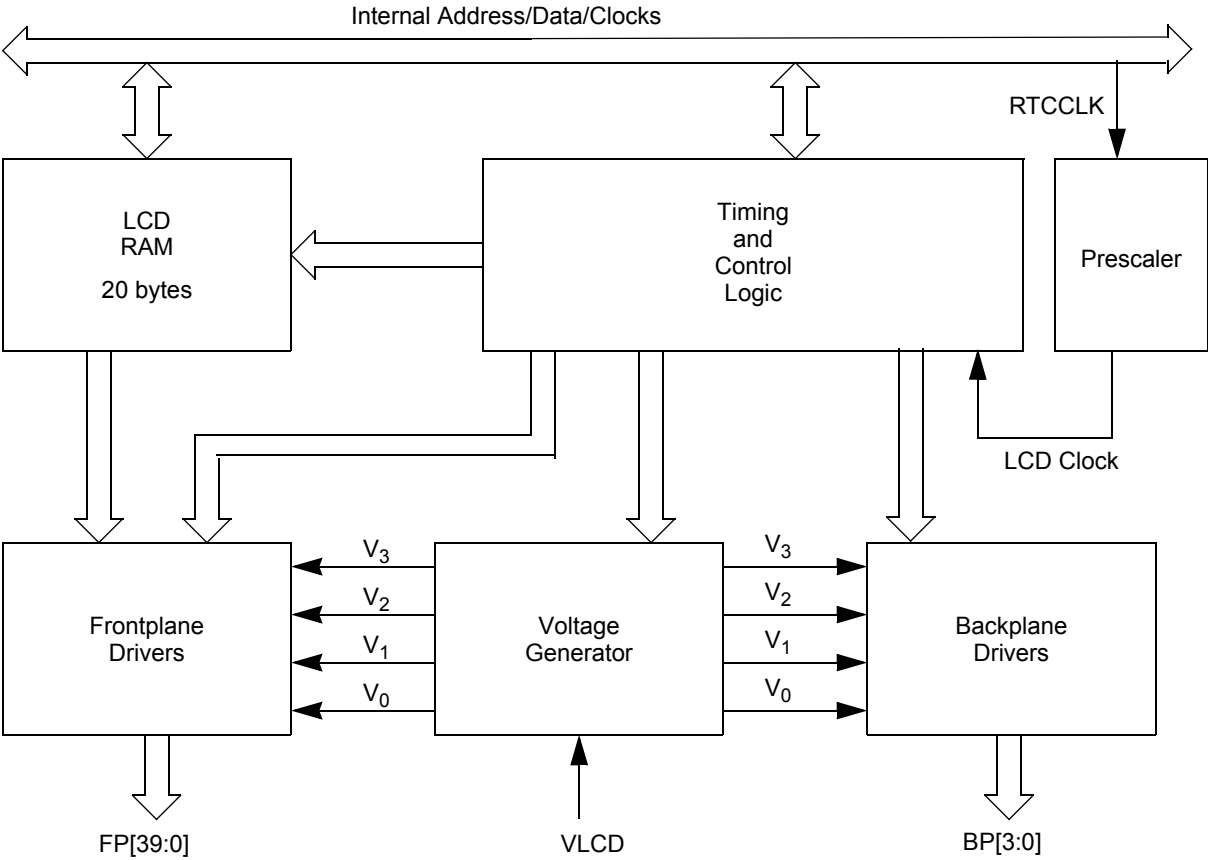 Internal Address/Data/Clocks
RTCCLK
LCD
RAM
20 bytes
Timing
and
Control
Logic
Prescaler
LCD Clock
V3
V2
V1
V0
Frontplane
Drivers
Voltage
Generator
V3
V2
V1
V0
Backplane
Drivers
FP[39:0]
VLCD
BP[3:0]